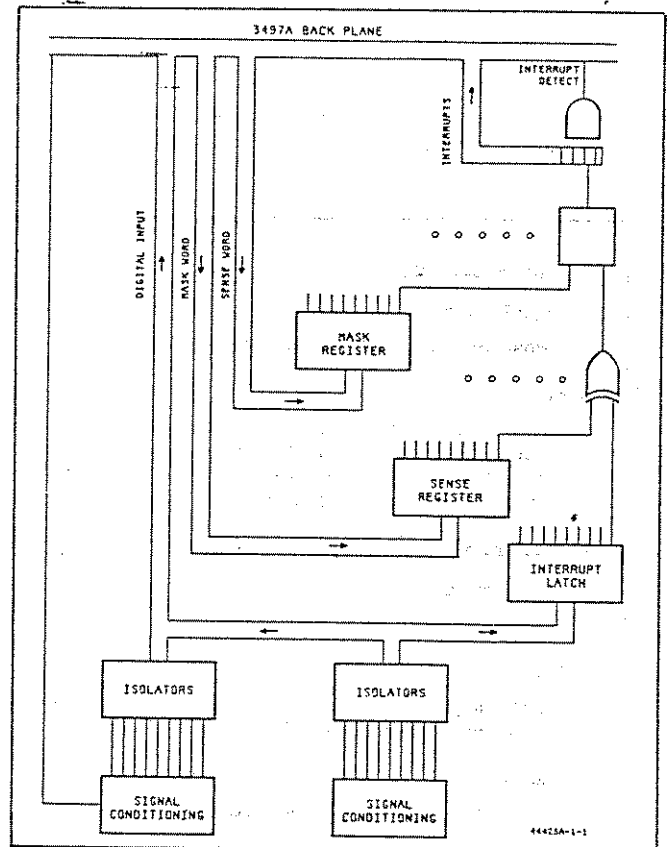 3497A BACK PLANE
INTERRUPT
DETECT
INTERRUPTS
DIGITAL INPUT
MASK WORD
SENSE WORD
MASK
REGISTER
SENSE
REGISTER
INTERRUPT
LATCH
ISOLATORS
ISOLATORS
SIGNAL
CONDITIONING
SIGNAL
CONDITIONING
44425A-1-1